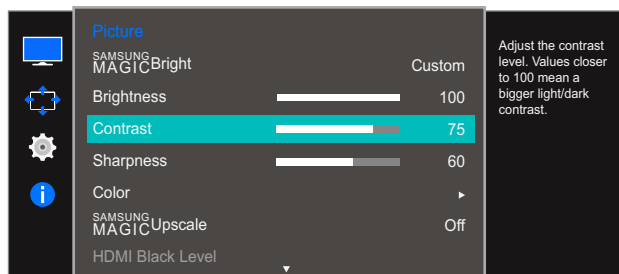 Picture
SAMSUNG
MAGICBright Custom
Brightness 100
Contrast 75
Sharpness 60
Color
SAMSUNG
MAGICUpscale Off
HDMI Black Level
Adjust the contrast
level. Values closer
to 100 mean a
bigger light/dark
contrast.